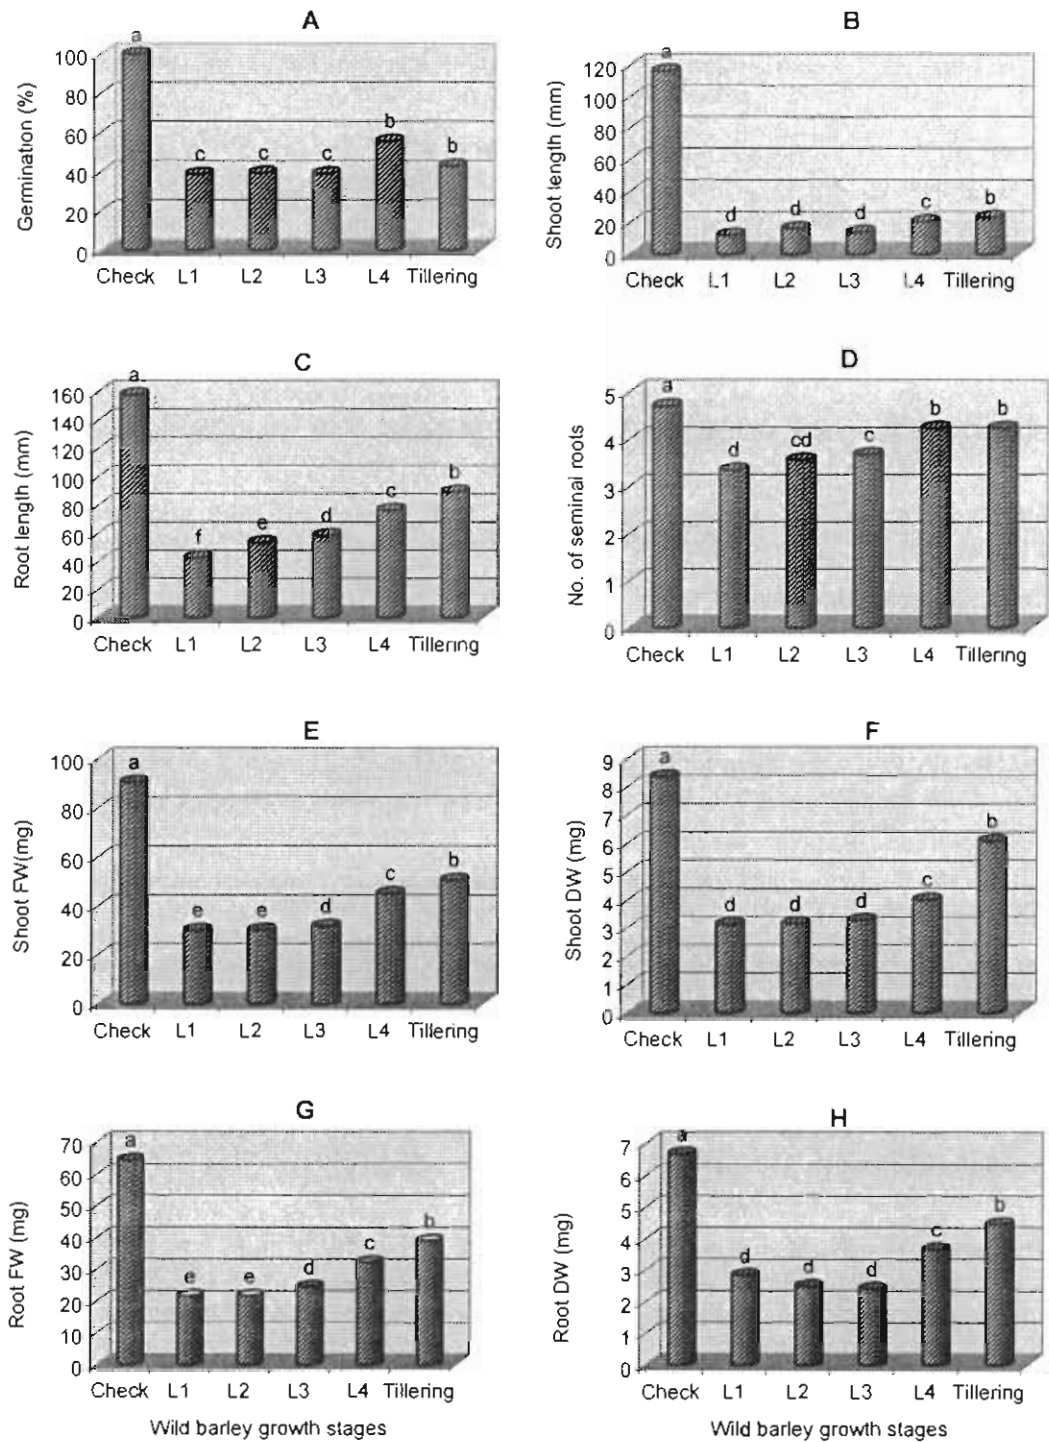 A
Germination (%)
100
80
60
40
20
0
a
c
c
c
b
b
Check L1 L2 L3 L4 Tillering
B
Shoot length (mm)
120
100
80
60
40
20
0
a
d
d
d
c
b
Check L1 L2 L3 L4 Tillering
C
Root length (mm)
160
140
120
100
80
60
40
20
0
a
f
e
d
c
b
Check L1 L2 L3 L4 Tillering
D
No. of seminal roots
5
4
3
2
1
0
a
d
cd
c
b
b
Check L1 L2 L3 L4 Tillering
E
Shoot FW(mg)
100
80
60
40
20
0
a
e
e
d
c
b
Check L1 L2 L3 L4 Tillering
F
Shoot DW (mg)
9
8
7
6
5
4
3
2
1
0
a
d
d
d
c
b
Check L1 L2 L3 L4 Tillering
G
Root FW (mg)
70
60
50
40
30
20
10
0
a
e
e
d
c
b
Check L1 L2 L3 L4 Tillering
Wild barley growth stages
H
Root DW (mg)
7
6
5
4
3
2
1
0
a
d
d
d
c
b
Check L1 L2 L3 L4 Tillering
Wild barley growth stages